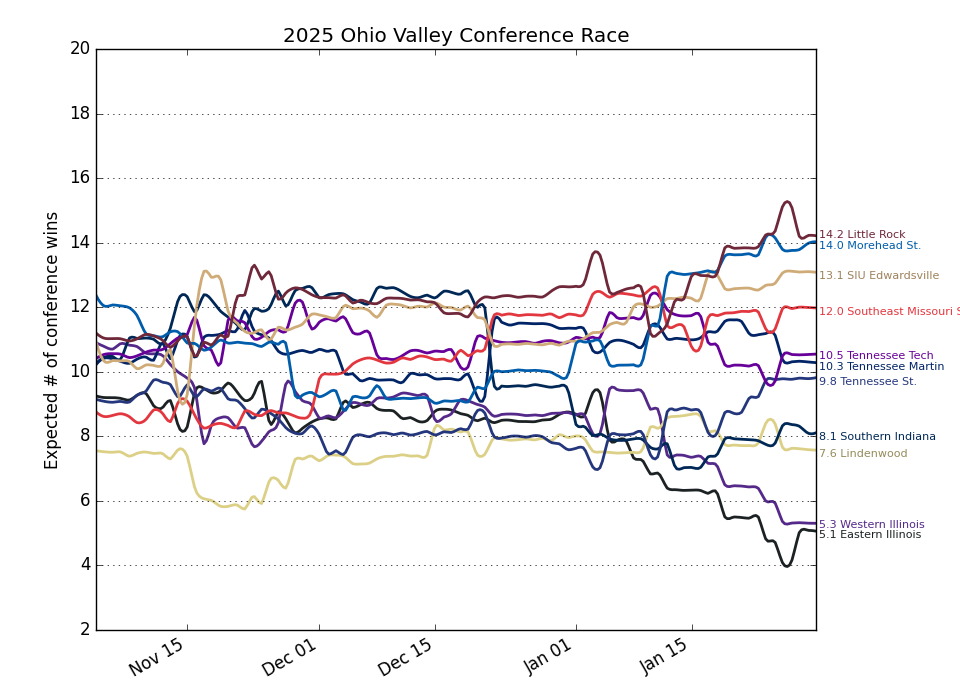 2025 Ohio Valley Conference Race
Expected # of conference wins
20
18
16
14
12
10
8
6
4
2
Nov 15
Dec 01
Dec 15
Jan 01
Jan 15
14.2 Little Rock
14.0 Morehead St.
13.1 SIU Edwardsville
12.0 Southeast Missouri S
10.5 Tennessee Tech
10.3 Tennessee Martin
9.8 Tennessee St.
8.1 Southern Indiana
7.6 Lindenwood
5.3 Western Illinois
5.1 Eastern Illinois